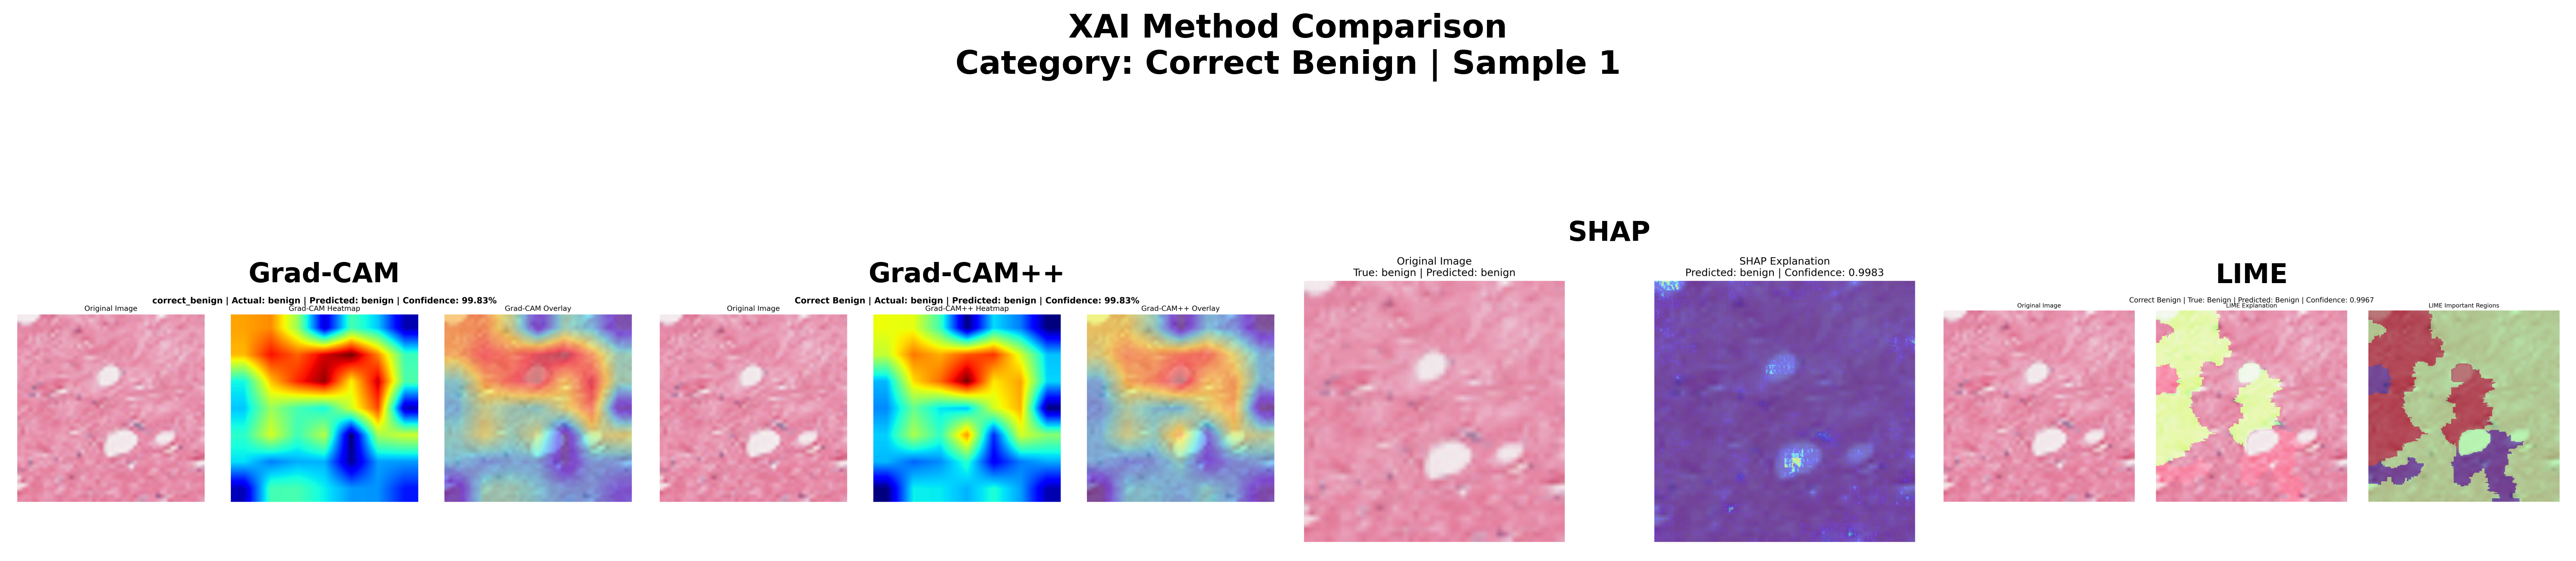 XAI Method Comparison
Category: Correct Benign | Sample 1
Grad-CAM
correct_benign | Actual: benign | Predicted: benign | Confidence: 99.83%
Original Image
Grad-CAM Heatmap
Grad-CAM Overlay
Grad-CAM++
Correct Benign | Actual: benign | Predicted: benign | Confidence: 99.83%
Original Image
Grad-CAM++ Heatmap
Grad-CAM++ Overlay
SHAP
Original Image
True: benign | Predicted: benign
SHAP Explanation
Predicted: benign | Confidence: 0.9983
LIME
Correct Benign | True: Benign | Predicted: Benign | Confidence: 0.9967
Original Image
LIME Explanation
LIME Important Regions